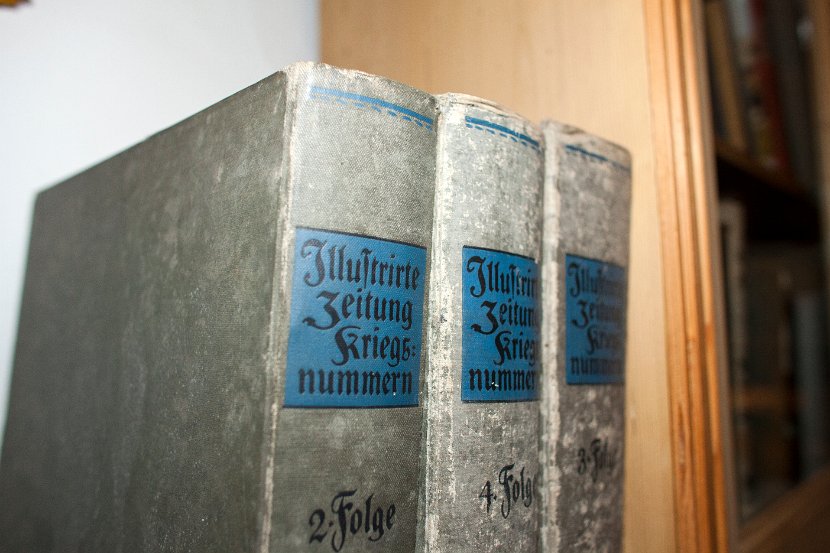 Illustrirte
Zeitung
Kriegs-
nummern
2. Folge
Illustrirte
Zeitung
Kriegs-
nummern
4. Folge
Illustrirte
Zeitung
Kriegs-
nummern
3. Folge